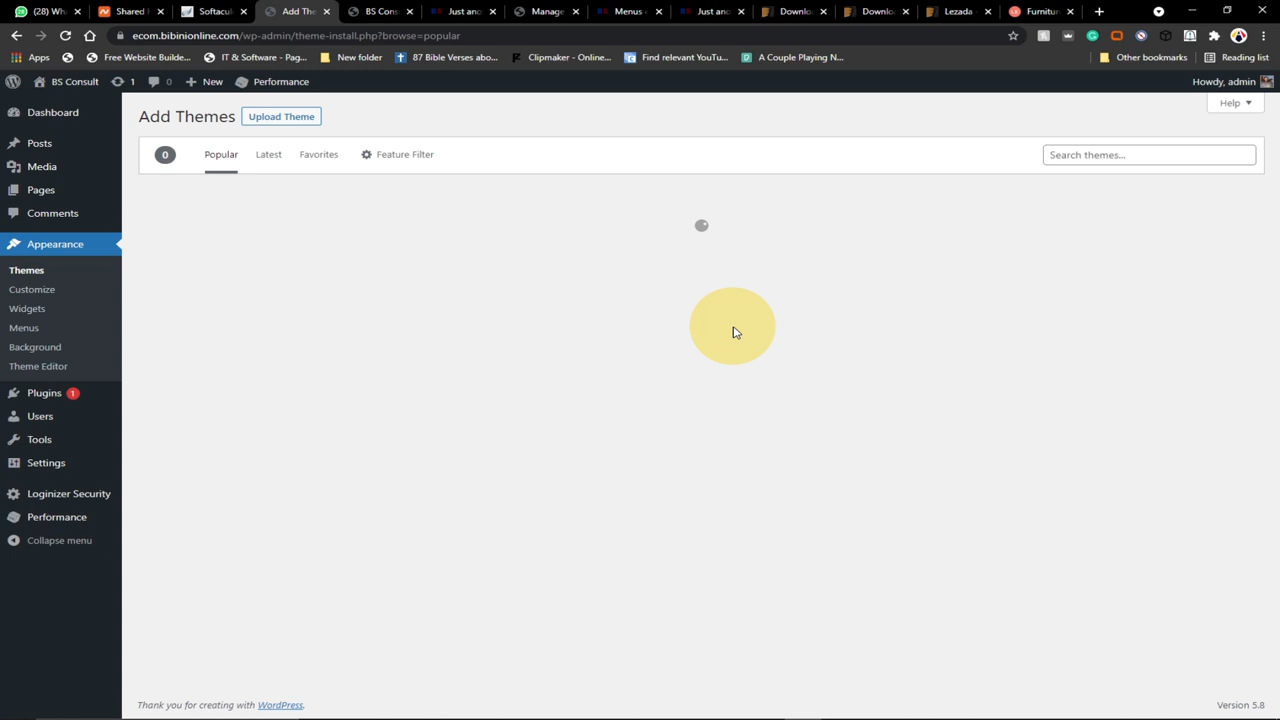 (28) Wha
Shared H
Softacul
Add The
BS Cons
Just ano
Manage
Menus
Just ano
Downlo
Downlo
Lezada
Furnitur
ecom.bibinionline.com/wp-admin/theme-install.php?browse=popular
Apps
Free Website Builde...
IT & Software - Pag...
New folder
87 Bible Verses abo...
Clipmaker - Online...
Find relevant YouTu...
A Couple Playing N...
Other bookmarks
Reading list
BS Consult
1
0
New
Performance
Howdy, admin
Dashboard
Posts
Media
Pages
Comments
Appearance
Themes
Customize
Widgets
Menus
Background
Theme Editor
Plugins 1
Users
Tools
Settings
Loginizer Security
Performance
Collapse menu
Add Themes
Upload Theme
Help
0
Popular
Latest
Favorites
Feature Filter
Search themes...
Thank you for creating with WordPress.
Version 5.8